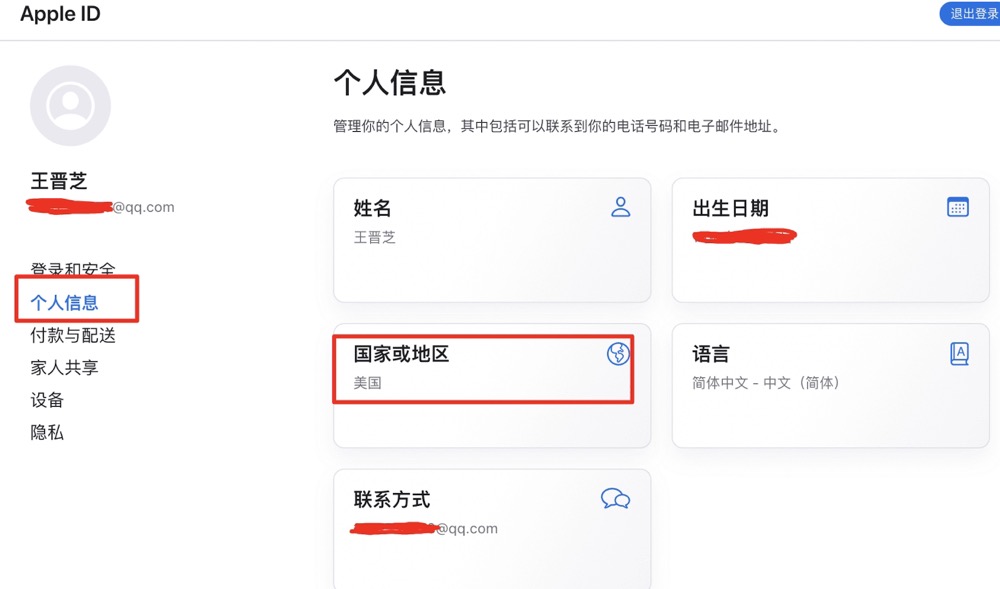 Apple ID
退出登录
王晋芝
@qq.com
登录和安全
个人信息
付款与配送
家人共享
设备
隐私
个人信息
管理你的个人信息，其中包括可以联系到你的电话号码和电子邮件地址。
姓名
王晋芝
出生日期
国家或地区
美国
语言
简体中文 - 中文（简体）
A
联系方式
@qq.com